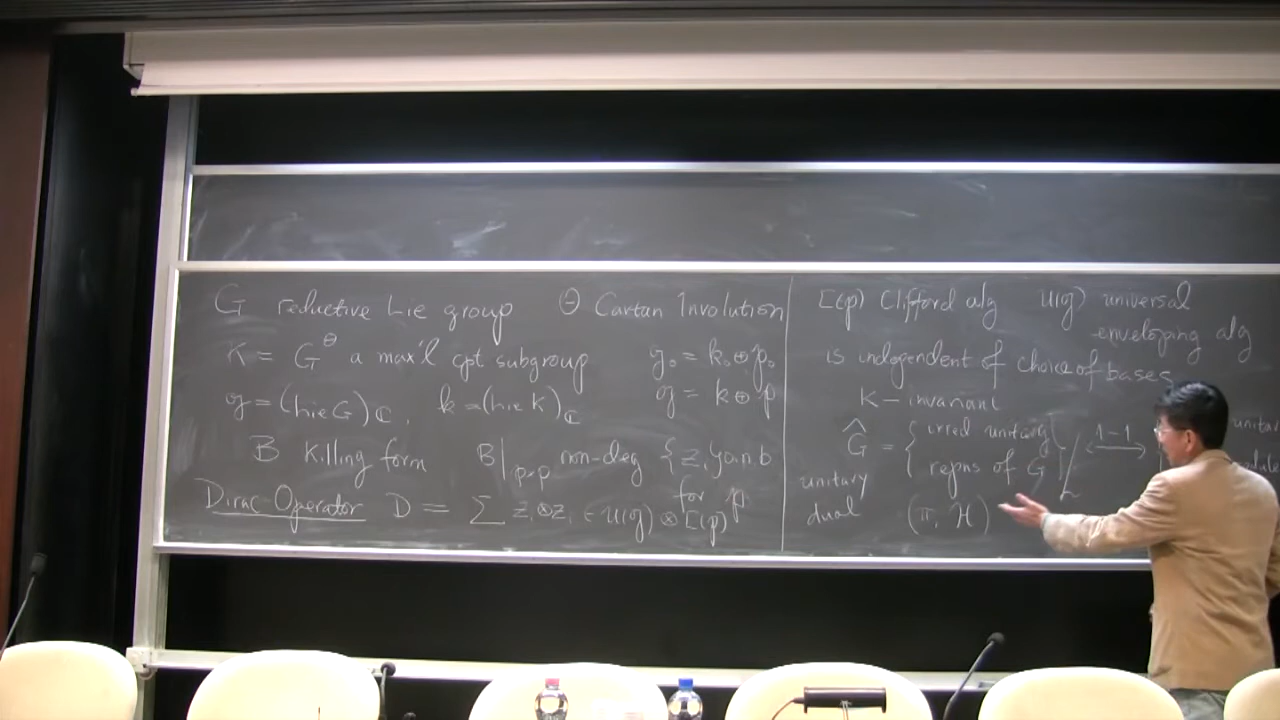 G reductive Lie group Θ Cartan Involution
K = G^Θ a max'l cpt subgroup g₀ = k₀ ⊕ p₀
g = (Lie G)_ℂ, k = (Lie K)_ℂ g = k ⊕ p
B Killing form B|_{p×p} non-deg {zᵢ} a n.b for p
Dirac Operator D = Σ zᵢ ⊗ zᵢ ∈ U(g) ⊗ C(p)
C(p) Clifford alg U(g) universal
enveloping alg
is independent of choice of bases
K-invariant
Ĝ = { irred unitary
repns of G } / ≃ ⟷ 1-1 {
unitary
dual (π, H)